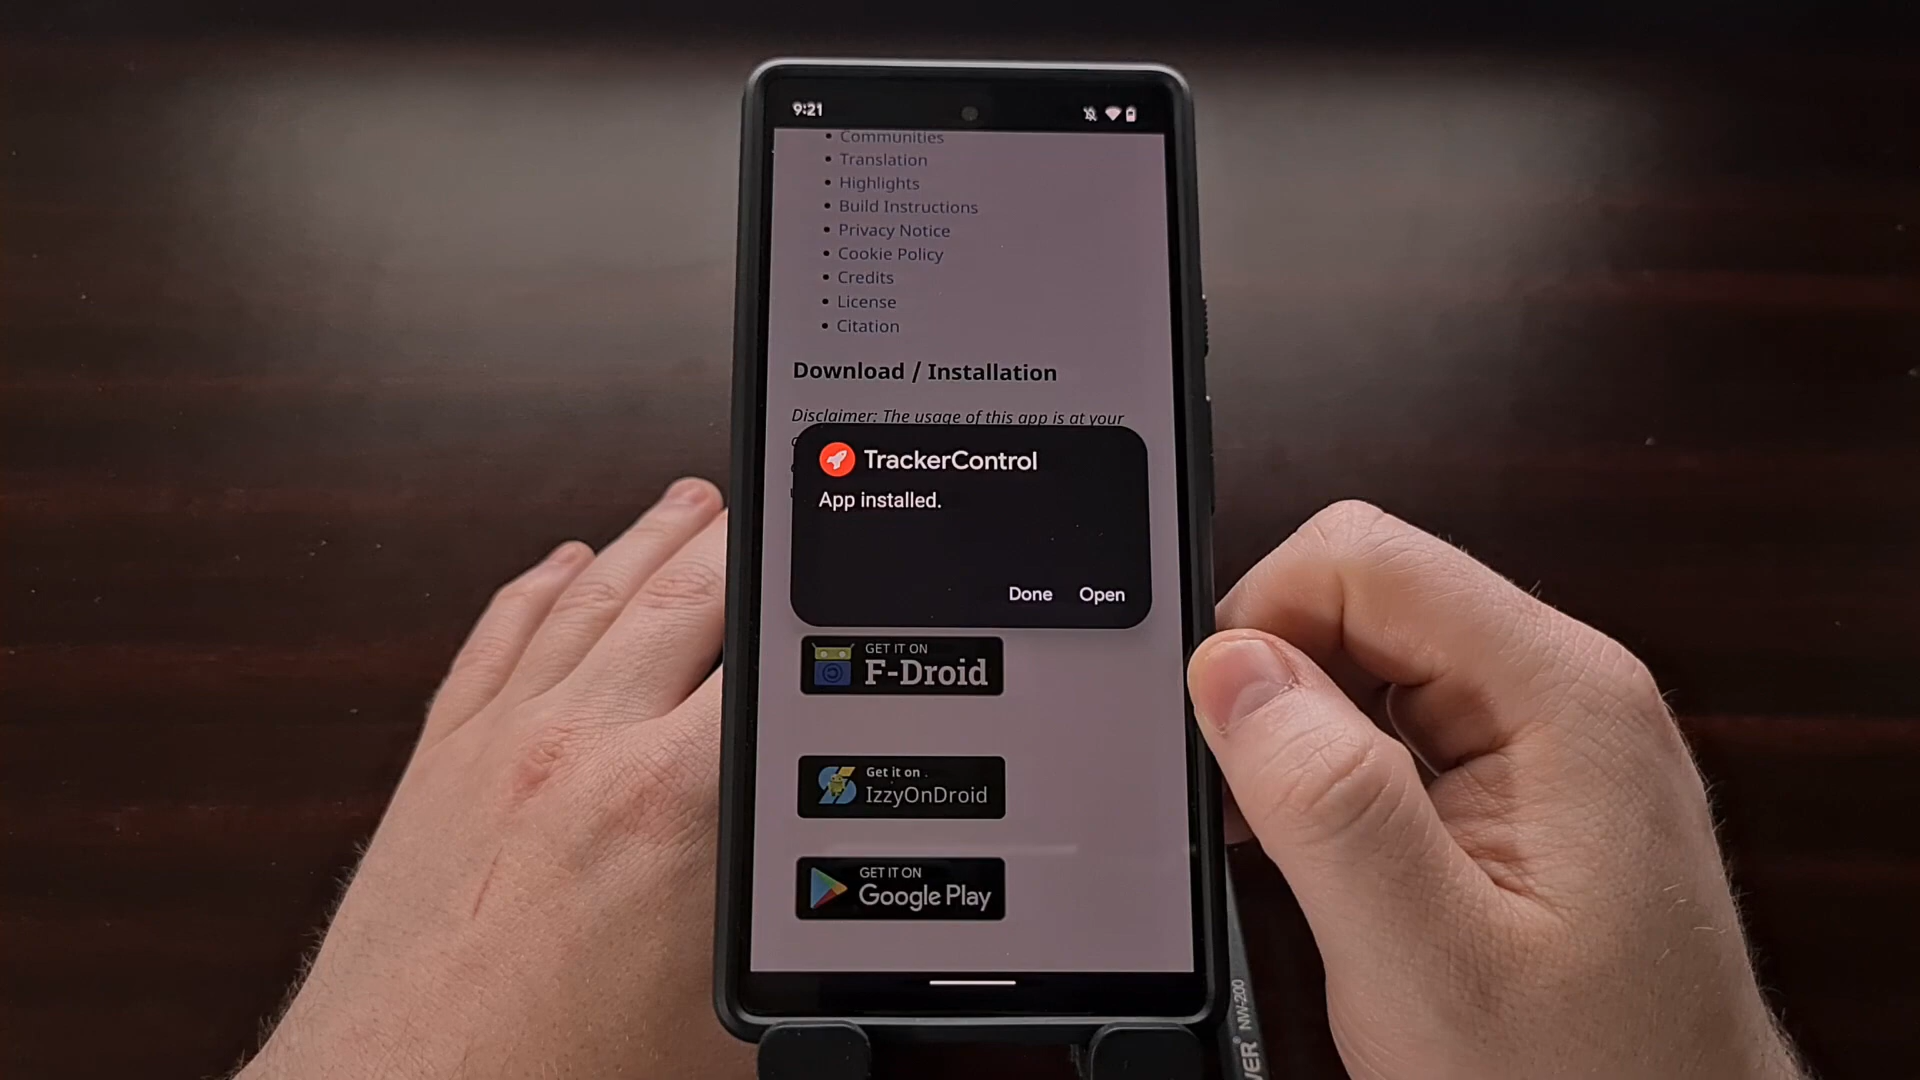 9:21
Communities
Translation
Highlights
Build Instructions
Privacy Notice
Cookie Policy
Credits
License
Citation
Download / Installation
Disclaimer: The usage of this app is at your
TrackerControl
App installed.
Done Open
GET IT ON
F-Droid
Get it on
IzzyOnDroid
GET IT ON
Google Play
NW-200